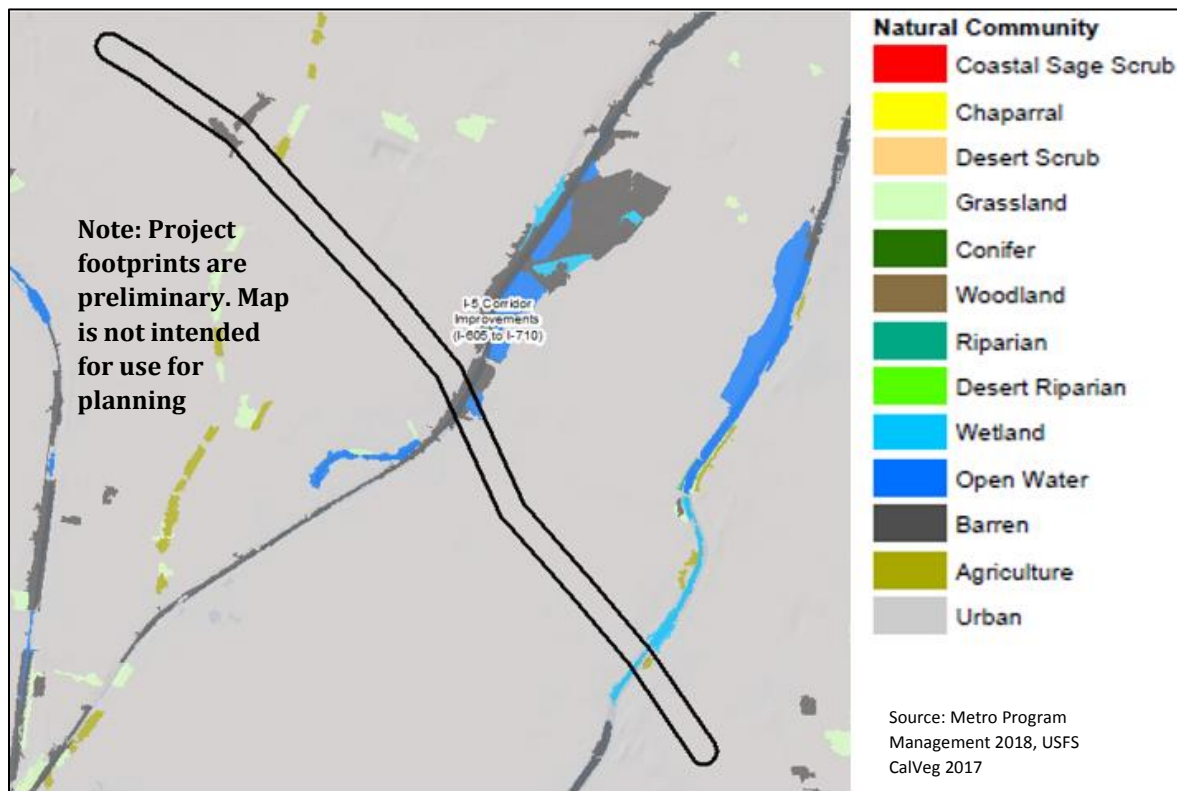 Note: Project
footprints are
preliminary. Map
is not intended
for use for
planning
I-5 Corridor
Improvements
(I-605 to I-710)
Natural Community
Coastal Sage Scrub
Chaparral
Desert Scrub
Grassland
Conifer
Woodland
Riparian
Desert Riparian
Wetland
Open Water
Barren
Agriculture
Urban
Source: Metro Program
Management 2018, USFS
CalVeg 2017